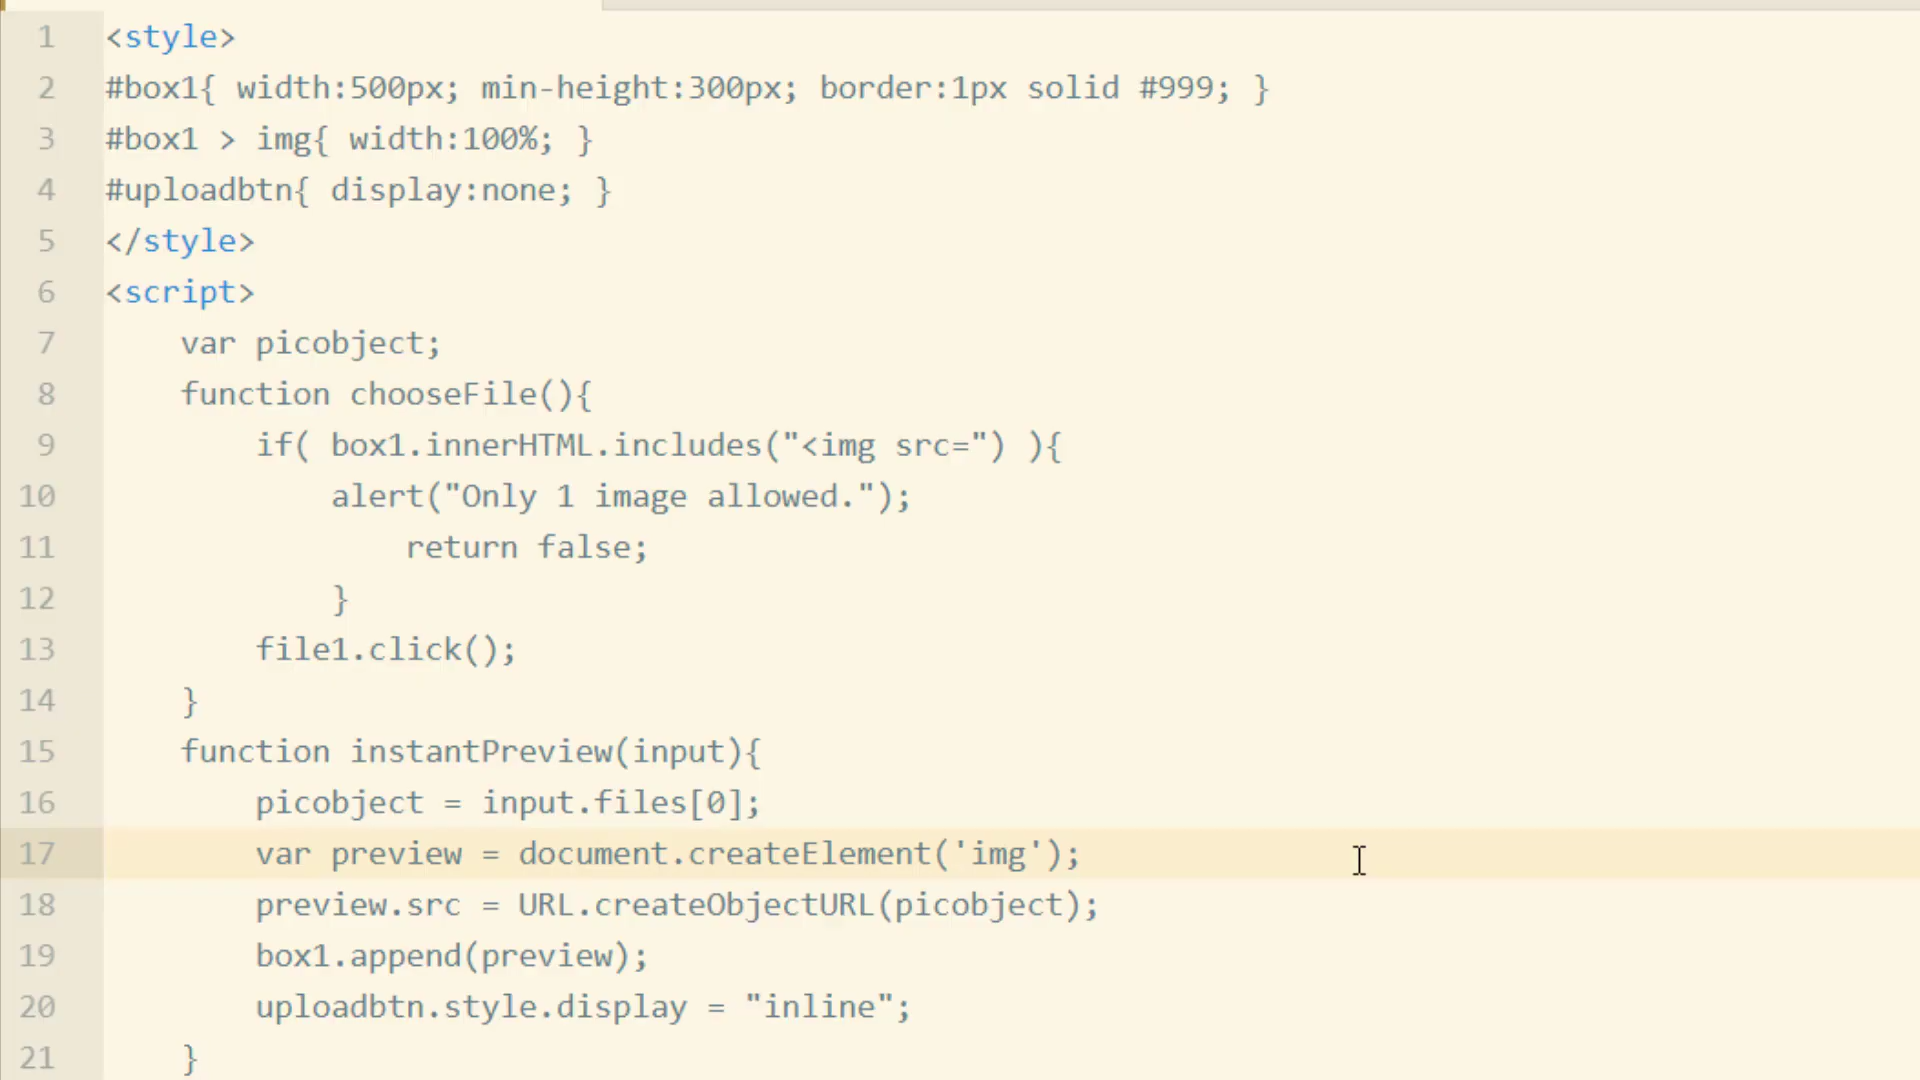 1 <style>
2 #box1{ width:500px; min-height:300px; border:1px solid #999; }
3 #box1 > img{ width:100%; }
4 #uploadbtn{ display:none; }
5 </style>
6 <script>
7 var picobject;
8 function chooseFile(){
9 if( box1.innerHTML.includes("<img src=") ){
10 alert("Only 1 image allowed.");
11 return false;
12 }
13 file1.click();
14 }
15 function instantPreview(input){
16 picobject = input.files[0];
17 var preview = document.createElement('img');
18 preview.src = URL.createObjectURL(picobject);
19 box1.append(preview);
20 uploadbtn.style.display = "inline";
21 }